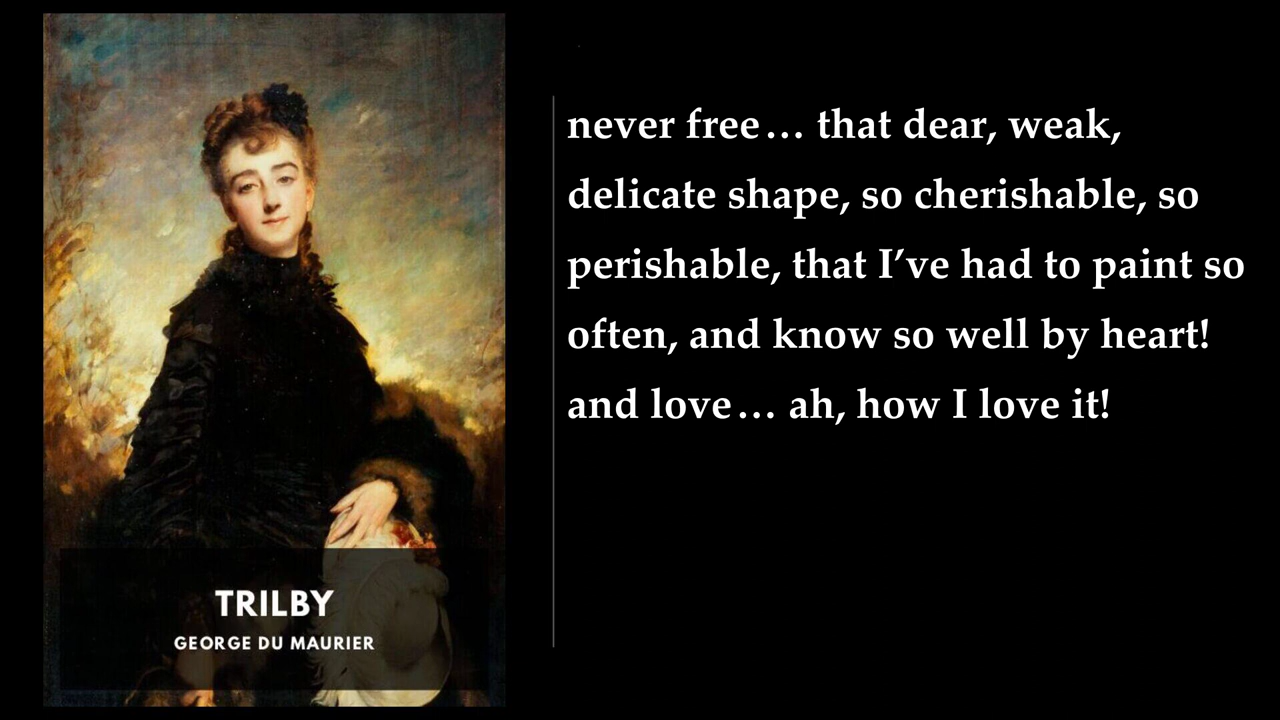 never free… that dear, weak,
delicate shape, so cherishable, so
perishable, that I’ve had to paint so
often, and know so well by heart!
and love… ah, how I love it!
TRILBY
GEORGE DU MAURIER